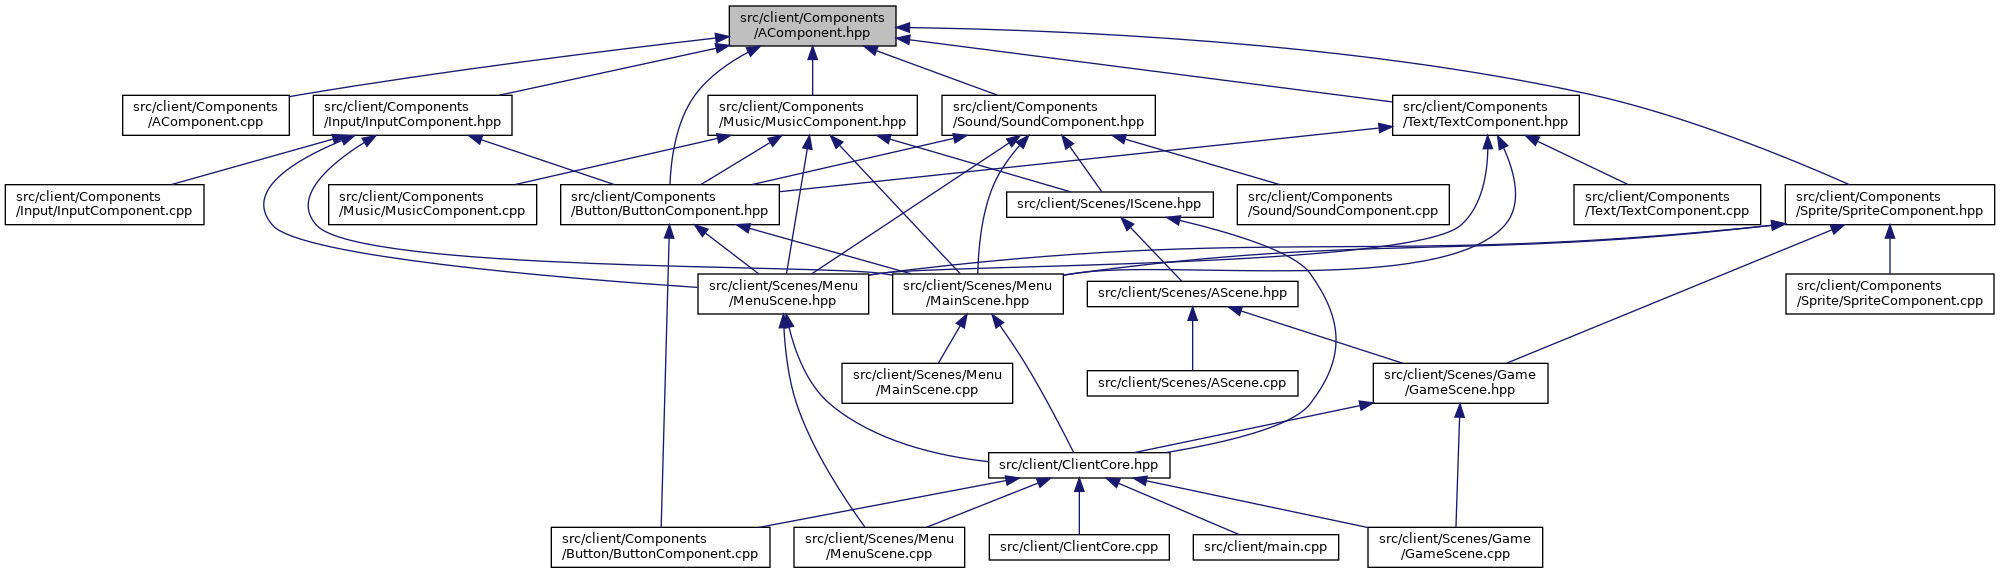 src/client/Components
/AComponent.hpp
src/client/Components
/AComponent.cpp
src/client/Components
/Input/InputComponent.hpp
src/client/Components
/Music/MusicComponent.hpp
src/client/Components
/Sound/SoundComponent.hpp
src/client/Components
/Text/TextComponent.hpp
src/client/Components
/Input/InputComponent.cpp
src/client/Components
/Music/MusicComponent.cpp
src/client/Components
/Button/ButtonComponent.hpp
src/client/Scenes/IScene.hpp
src/client/Components
/Sound/SoundComponent.cpp
src/client/Components
/Text/TextComponent.cpp
src/client/Components
/Sprite/SpriteComponent.hpp
src/client/Scenes/Menu
/MenuScene.hpp
src/client/Scenes/Menu
/MainScene.hpp
src/client/Scenes/AScene.hpp
src/client/Components
/Sprite/SpriteComponent.cpp
src/client/Scenes/Menu
/MainScene.cpp
src/client/Scenes/AScene.cpp
src/client/Scenes/Game
/GameScene.hpp
src/client/ClientCore.hpp
src/client/Components
/Button/ButtonComponent.cpp
src/client/Scenes/Menu
/MenuScene.cpp
src/client/ClientCore.cpp
src/client/main.cpp
src/client/Scenes/Game
/GameScene.cpp